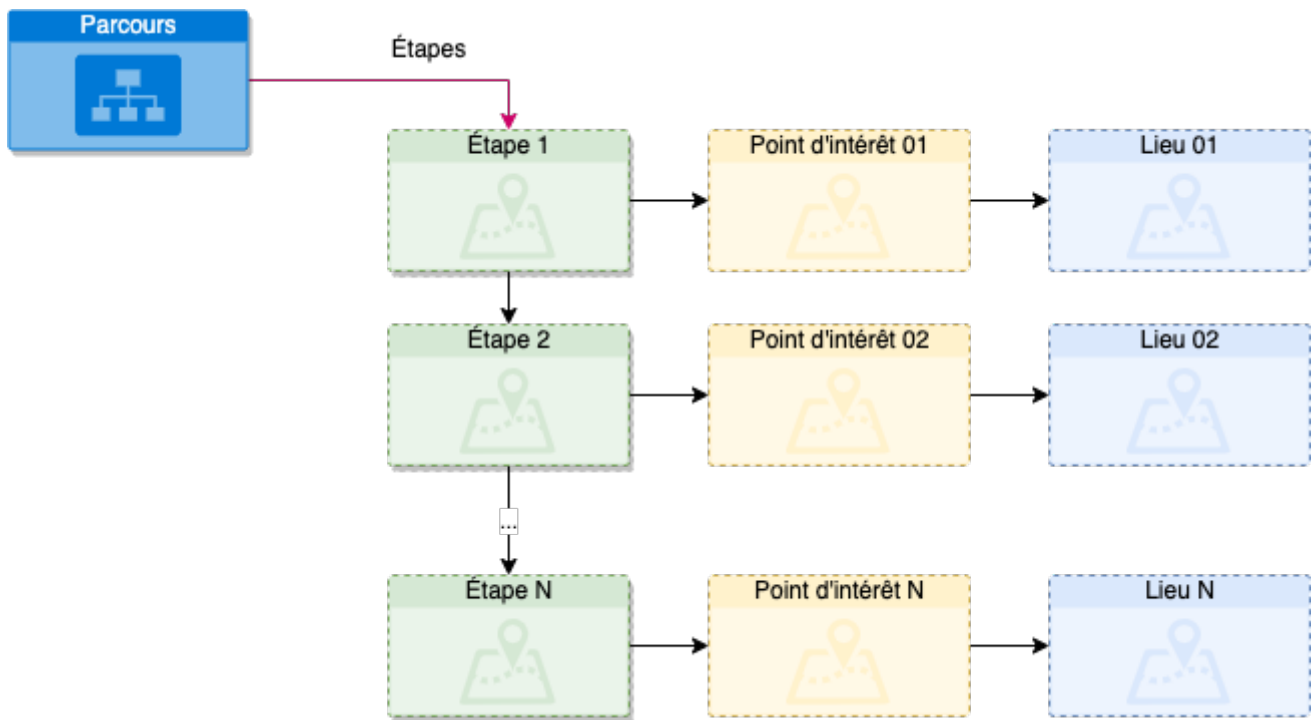 Parcours
Étapes
Étape 1
Point d'intérêt 01
Lieu 01
Étape 2
Point d'intérêt 02
Lieu 02
...
Étape N
Point d'intérêt N
Lieu N